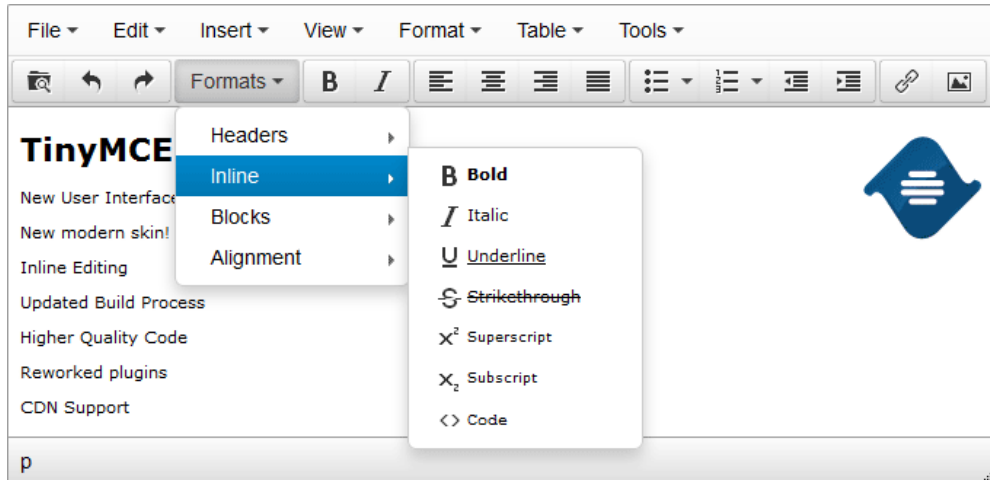 File Edit Insert View Format Table Tools
Formats B I
TinyMCE
New User Interface
New modern skin!
Inline Editing
Updated Build Process
Higher Quality Code
Reworked plugins
CDN Support
Headers
Inline
Blocks
Alignment
B Bold
I Italic
U Underline
S Strikethrough
x² Superscript
x₂ Subscript
<> Code
p